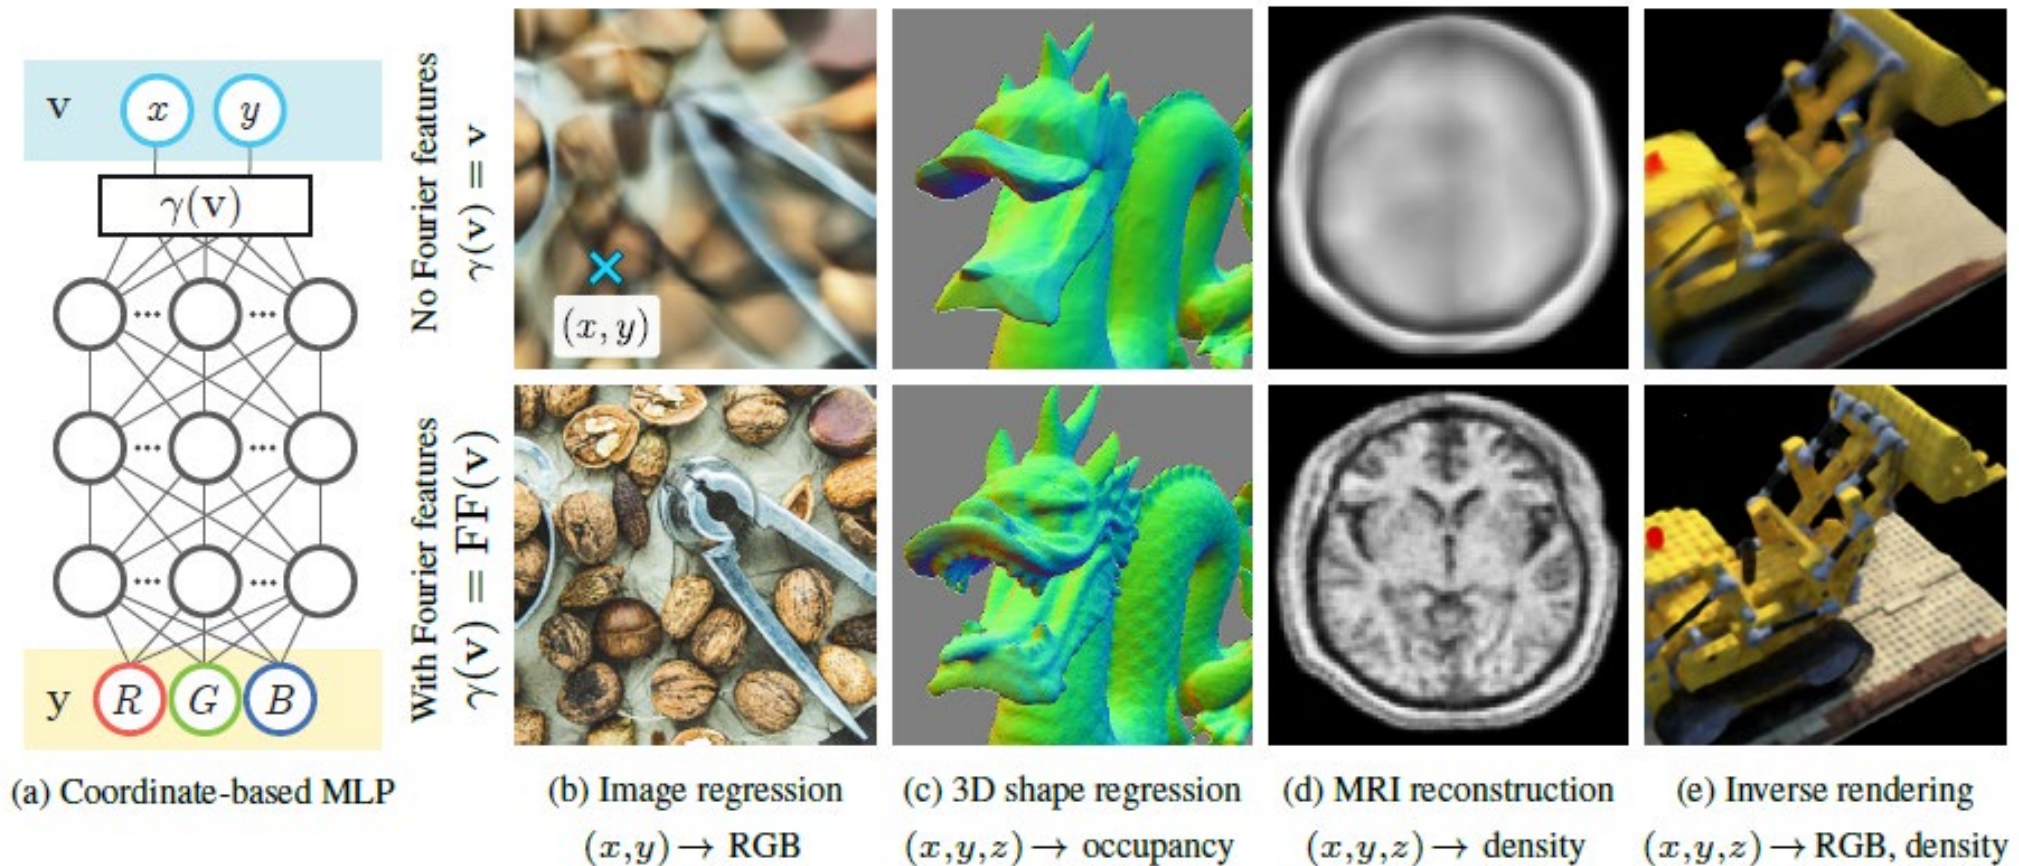 v
x y
γ(v)
y
R G B
No Fourier features
γ(v) = v
With Fourier features
γ(v) = FF(v)
(x, y)
(a) Coordinate-based MLP
(b) Image regression
(x,y) → RGB
(c) 3D shape regression
(x,y,z) → occupancy
(d) MRI reconstruction
(x,y,z) → density
(e) Inverse rendering
(x,y,z) → RGB, density